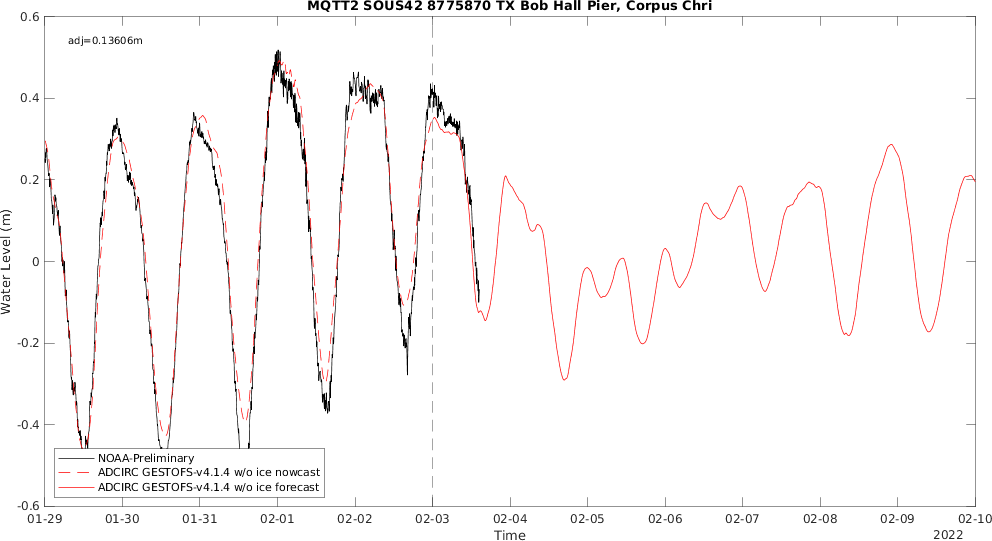 MQTT2 SOUS42 8775870 TX Bob Hall Pier, Corpus Chri
adj=0.13606m
0.6
0.4
0.2
0
-0.2
-0.4
-0.6
Water Level (m)
NOAA-Preliminary
ADCIRC GESTOFS-v4.1.4 w/o ice nowcast
ADCIRC GESTOFS-v4.1.4 w/o ice forecast
01-29 01-30 01-31 02-01 02-02 02-03 02-04 02-05 02-06 02-07 02-08 02-09 02-10
Time
2022